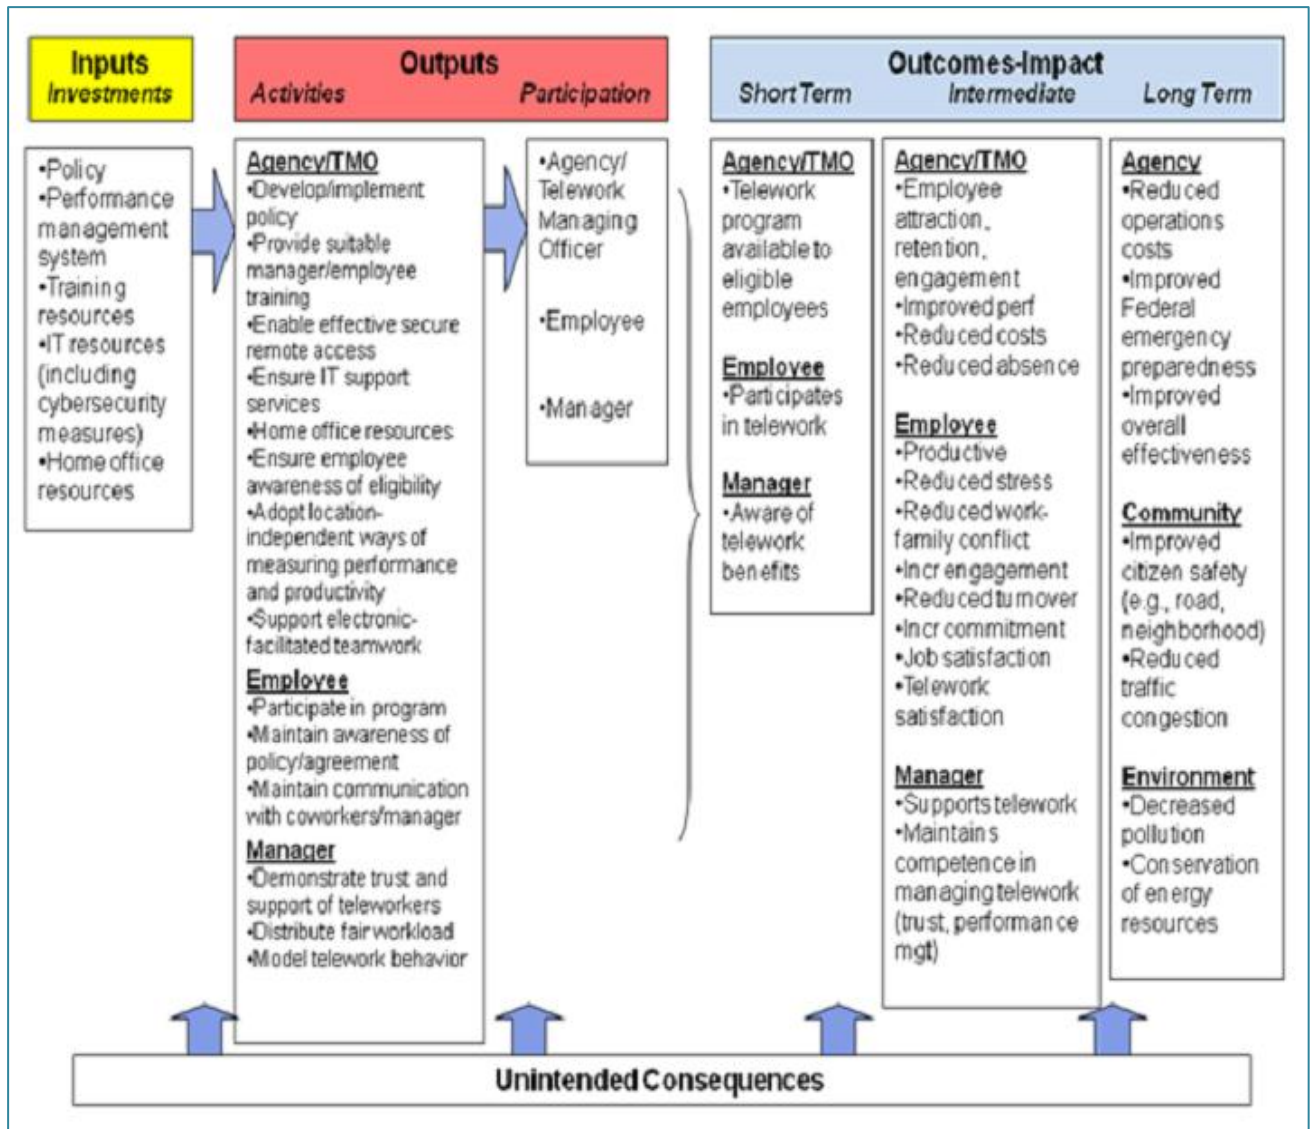 Inputs
Investments
Outputs
Activities Participation
Outcomes-Impact
Short Term Intermediate Long Term
•Policy
•Performance
management
system
•Training
resources
•IT resources
(including
cybersecurity
measures)
•Home office
resources
Agency/TMO
•Develop/implement
policy
•Provide suitable
manager/employee
training
•Enable effective secure
remote access
•Ensure IT support
services
•Home office resources
•Ensure employee
awareness of eligibility
•Adopt location-
independent ways of
measuring performance
and productivity
•Support electronic-
facilitated teamwork
Employee
•Participate in program
•Maintain awareness of
policy/agreement
•Maintain communication
with coworkers/manager
Manager
•Demonstrate trust and
support of teleworkers
•Distribute fair workload
•Model telework behavior
•Agency/
Telework
Managing
Officer
•Employee
•Manager
Agency/TMO
•Telework
program
available to
eligible
employees
Employee
•Participates
in telework
Manager
•Aware of
telework
benefits
Agency/TMO
•Employee
attraction,
retention,
engagement
•Improved perf
•Reduced costs
•Reduced absence
Employee
•Productive
•Reduced stress
•Reduced work-
family conflict
•Incr engagement
•Reduced turnover
•Incr commitment
•Job satisfaction
•Telework
satisfaction
Manager
•Supports telework
•Maintains
competence in
managing telework
(trust, performance
mgt)
Agency
•Reduced
operations
costs
•Improved
Federal
emergency
preparedness
•Improved
overall
effectiveness
Community
•Improved
citizen safety
(e.g., road,
neighborhood)
•Reduced
traffic
congestion
Environment
•Decreased
pollution
•Conservation
of energy
resources
Unintended Consequences